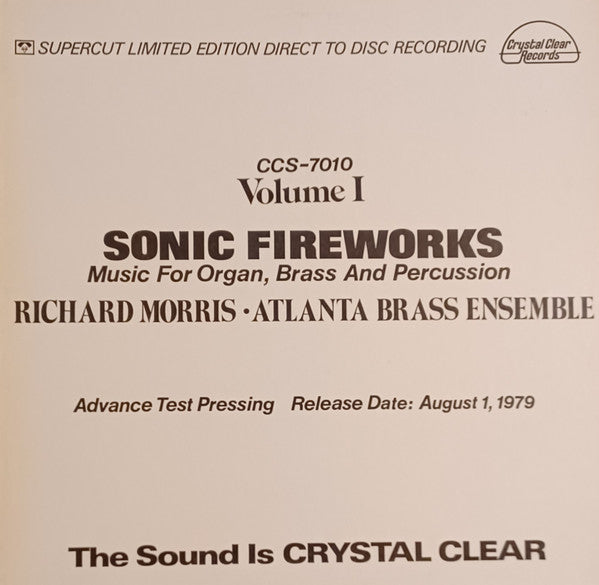 SUPERCUT LIMITED EDITION DIRECT TO DISC RECORDING
Crystal Clear
Records
CCS-7010
Volume I
SONIC FIREWORKS
Music For Organ, Brass And Percussion
RICHARD MORRIS • ATLANTA BRASS ENSEMBLE
Advance Test Pressing Release Date: August 1, 1979
The Sound Is CRYSTAL CLEAR